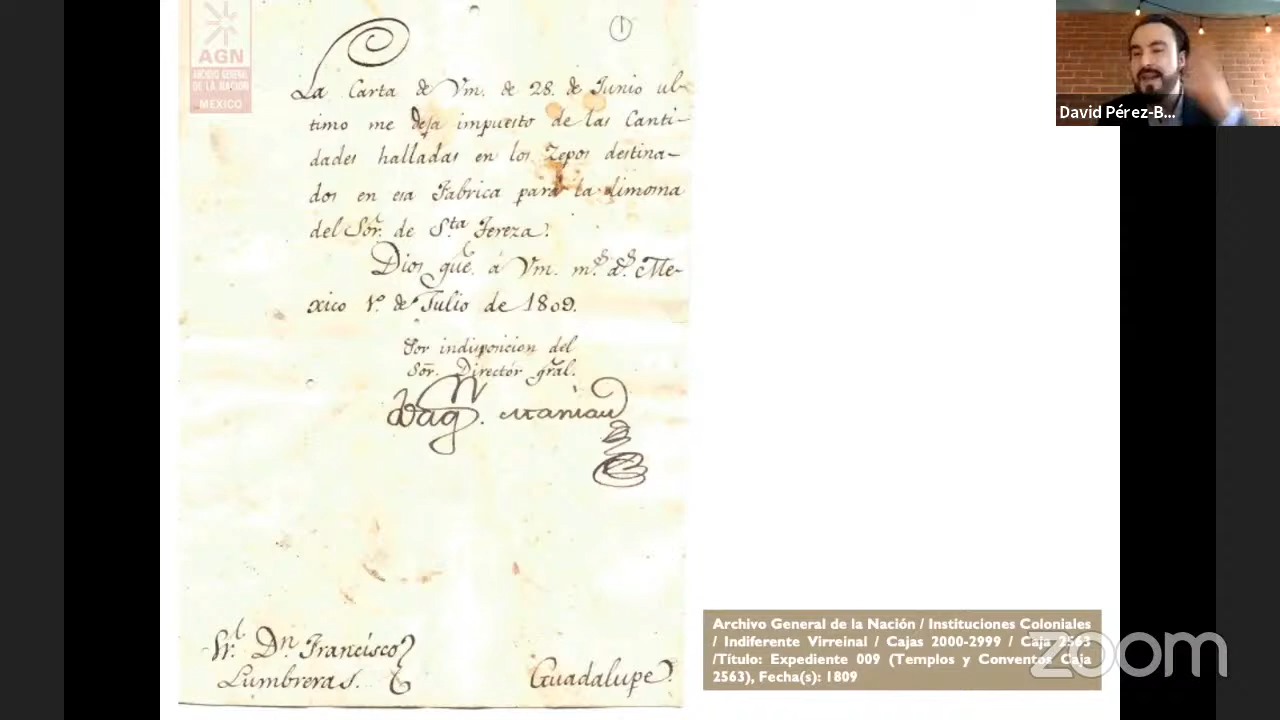 AGN
ARCHIVO GENERAL
DE LA NACIÓN
MÉXICO
1
La Carta de Vm. de 28. de Junio ul-
timo me deja impuesto de las Canti-
dades halladas en los Zepos destina-
dos en esa Fabrica para la limosna
del Sor. de Sta. Tereza.
Dios gue. á Vm. ms. as. Me-
xico 1º. de Julio de 1809.
Por indisposicion del
Sor. Director gral.
Maniau
Sr. Dn. Francisco
Lumbreras.
Guadalupe.
David Pérez-B...
Archivo General de la Nación / Instituciones Coloniales
/ Indiferente Virreinal / Cajas 2000-2999 / Caja 2563
/Título: Expediente 009 (Templos y Conventos Caja
2563), Fecha(s): 1809
zoom